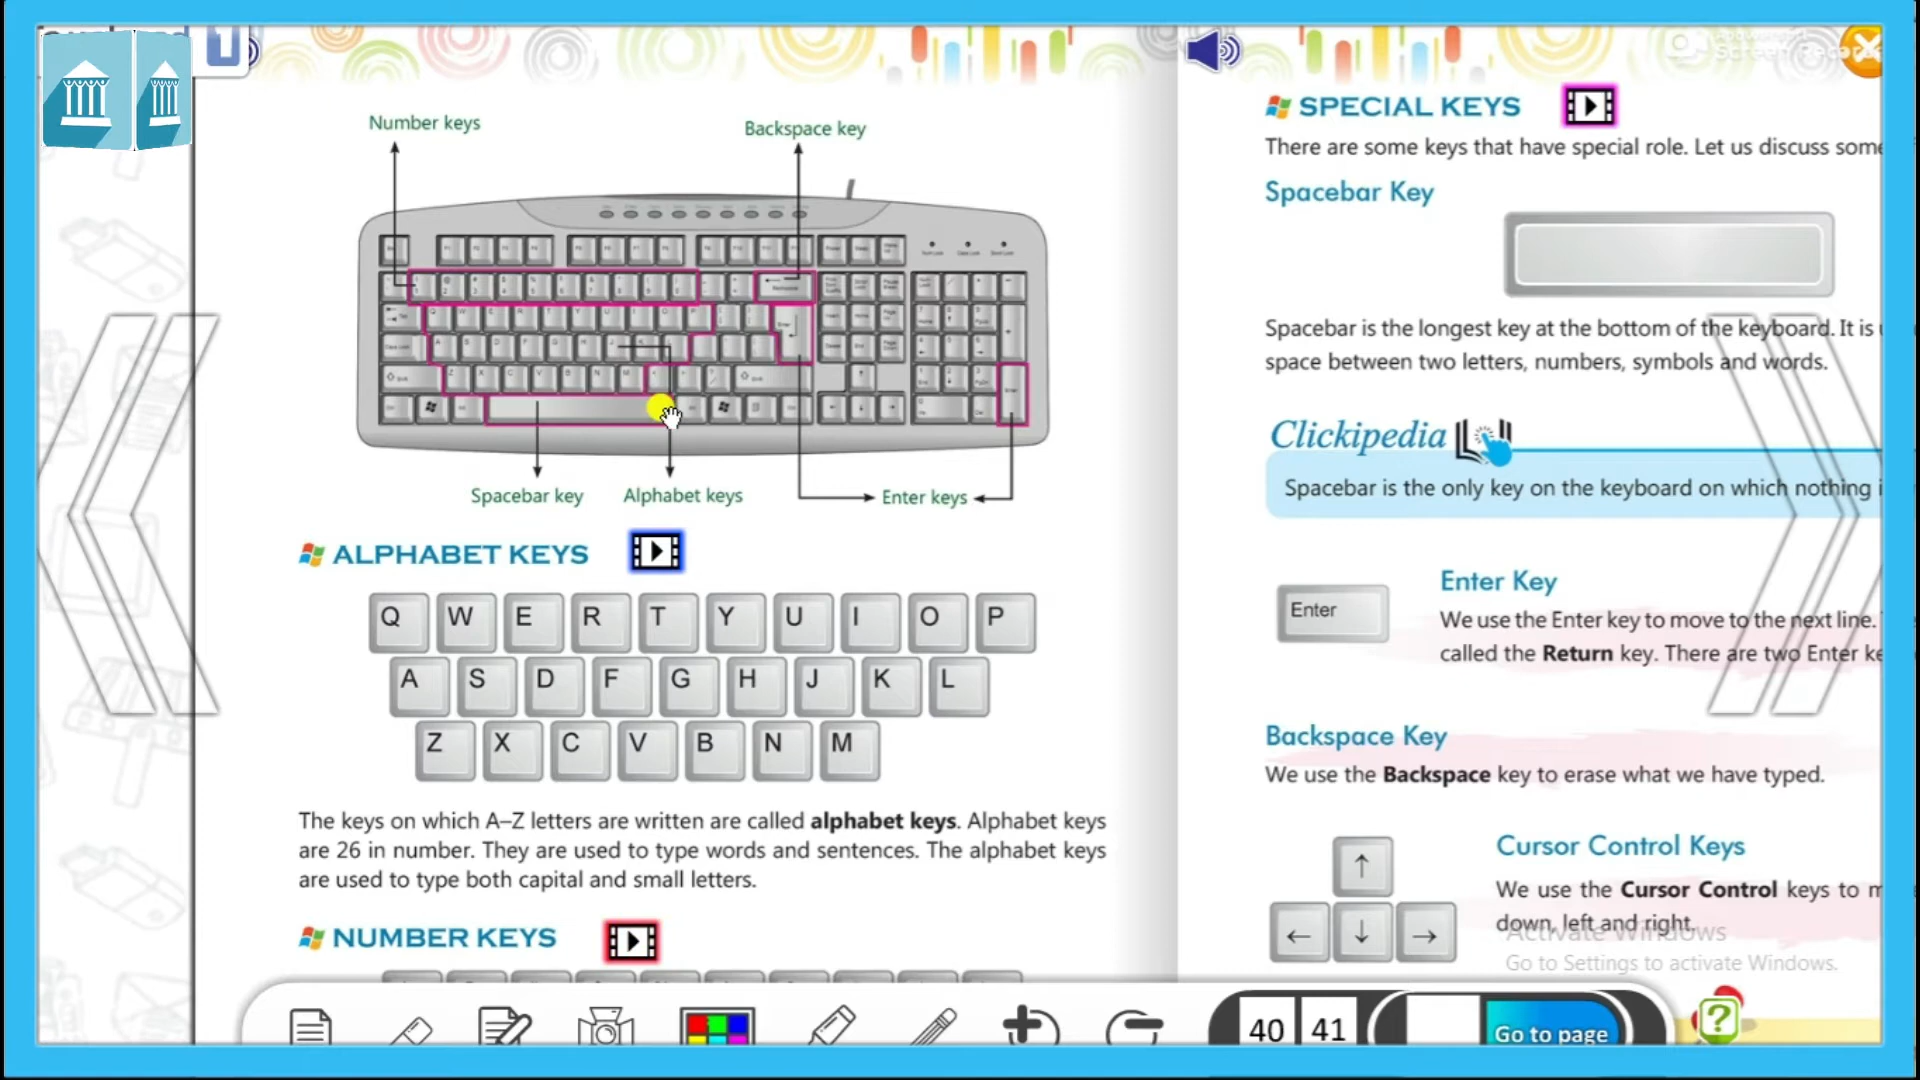 Number keys
Backspace key
Spacebar key
Alphabet keys
Enter keys
ALPHABET KEYS
Q W E R T Y U I O P
A S D F G H J K L
Z X C V B N M
The keys on which A–Z letters are written are called alphabet keys. Alphabet keys
are 26 in number. They are used to type words and sentences. The alphabet keys
are used to type both capital and small letters.
NUMBER KEYS
SPECIAL KEYS
There are some keys that have special role. Let us discuss some
Spacebar Key
Spacebar is the longest key at the bottom of the keyboard. It is
space between two letters, numbers, symbols and words.
Clickipedia
Spacebar is the only key on the keyboard on which nothing
Enter
Enter Key
We use the Enter key to move to the next line.
called the Return key. There are two Enter
Backspace Key
We use the Backspace key to erase what we have typed.
↑
← ↓ →
Cursor Control Keys
We use the Cursor Control keys to
down, left and right.
Activate Windows
Go to Settings to activate Windows.
40 41
Go to page
?